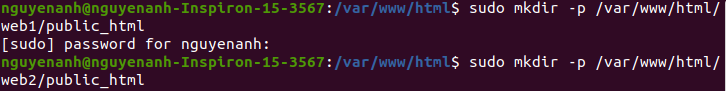 nguyenanh@nguyenanh-Inspiron-15-3567:/var/www/html$ sudo mkdir -p /var/www/html/
web1/public_html
[sudo] password for nguyenanh:
nguyenanh@nguyenanh-Inspiron-15-3567:/var/www/html$ sudo mkdir -p /var/www/html/
web2/public_html